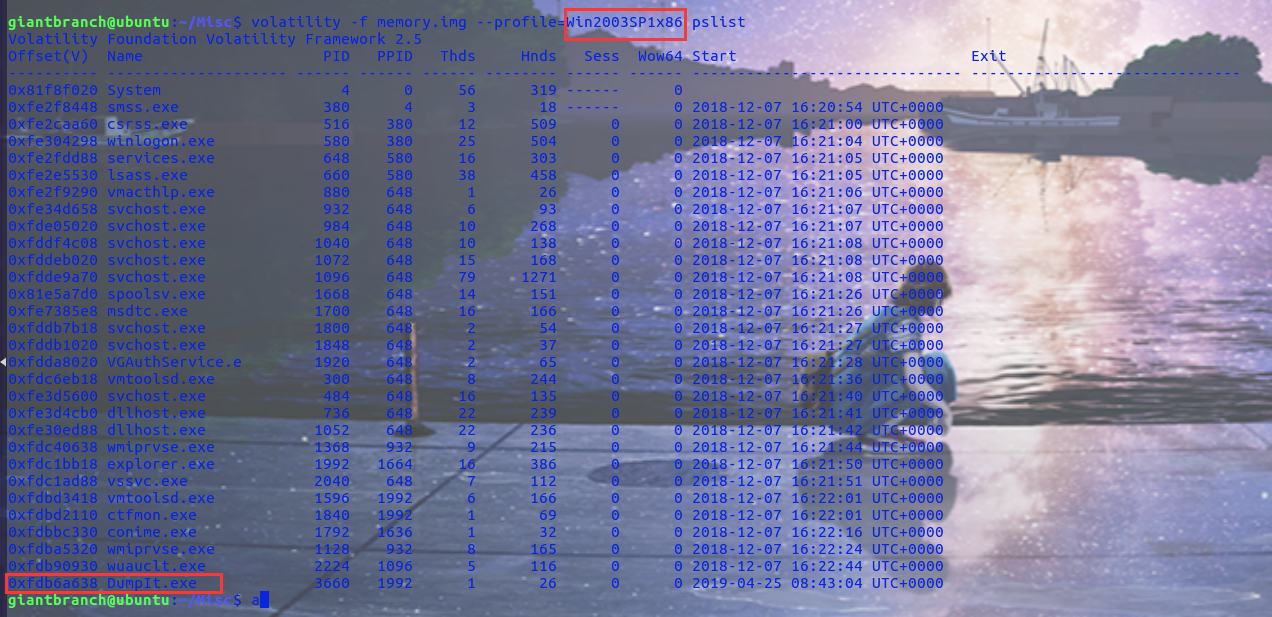 giantbranch@ubuntu:~/Misc$ volatility -f memory.img --profile=Win2003SP1x86 pslist
Volatility Foundation Volatility Framework 2.5
Offset(V)  Name                    PID   PPID   Thds     Hnds   Sess  Wow64 Start                          Exit
---------- -------------------- ------ ------ ------ -------- ------ ------ ------------------------------ ------------------------------
0x81f8f020 System                    4      0     56      319 ------      0
0xfe2f8448 smss.exe                380      4      3       18 ------      0 2018-12-07 16:20:54 UTC+0000
0xfe2caa60 csrss.exe               516    380     12      509      0      0 2018-12-07 16:21:00 UTC+0000
0xfe304298 winlogon.exe            580    380     25      504      0      0 2018-12-07 16:21:04 UTC+0000
0xfe2fdd88 services.exe            648    580     16      303      0      0 2018-12-07 16:21:05 UTC+0000
0xfe2e5530 lsass.exe               660    580     38      458      0      0 2018-12-07 16:21:05 UTC+0000
0xfe2f9290 vmacthlp.exe            880    648      1       26      0      0 2018-12-07 16:21:06 UTC+0000
0xfe34d658 svchost.exe             932    648      6       93      0      0 2018-12-07 16:21:07 UTC+0000
0xfde05020 svchost.exe             984    648     10      268      0      0 2018-12-07 16:21:07 UTC+0000
0xfddf4c08 svchost.exe            1040    648     10      138      0      0 2018-12-07 16:21:08 UTC+0000
0xfddeb020 svchost.exe            1072    648     15      168      0      0 2018-12-07 16:21:08 UTC+0000
0xfdde9a70 svchost.exe            1096    648     79     1271      0      0 2018-12-07 16:21:08 UTC+0000
0x81e5a7d0 spoolsv.exe            1668    648     14      151      0      0 2018-12-07 16:21:26 UTC+0000
0xfe7385e8 msdtc.exe              1700    648     16      166      0      0 2018-12-07 16:21:26 UTC+0000
0xfddb7b18 svchost.exe            1800    648      2       54      0      0 2018-12-07 16:21:27 UTC+0000
0xfddb1020 svchost.exe            1848    648      2       37      0      0 2018-12-07 16:21:27 UTC+0000
0xfdda8020 VGAuthService.e        1920    648      2       65      0      0 2018-12-07 16:21:28 UTC+0000
0xfdc6eb18 vmtoolsd.exe            300    648      8      244      0      0 2018-12-07 16:21:36 UTC+0000
0xfe3d5600 svchost.exe             484    648     16      135      0      0 2018-12-07 16:21:40 UTC+0000
0xfe3d4cb0 dllhost.exe             736    648     22      239      0      0 2018-12-07 16:21:41 UTC+0000
0xfe30ed88 dllhost.exe            1052    648     22      236      0      0 2018-12-07 16:21:42 UTC+0000
0xfdc40638 wmiprvse.exe           1368    932      9      215      0      0 2018-12-07 16:21:44 UTC+0000
0xfdc1bb18 explorer.exe           1992   1664     16      386      0      0 2018-12-07 16:21:50 UTC+0000
0xfdc1ad88 vssvc.exe              2040    648      7      112      0      0 2018-12-07 16:21:51 UTC+0000
0xfdbd3418 vmtoolsd.exe           1596   1992      6      166      0      0 2018-12-07 16:22:01 UTC+0000
0xfdbd2110 ctfmon.exe             1840   1992      1       69      0      0 2018-12-07 16:22:01 UTC+0000
0xfdbbc330 conime.exe             1792   1636      1       32      0      0 2018-12-07 16:22:16 UTC+0000
0xfdba5320 wmiprvse.exe           1128    932      8      165      0      0 2018-12-07 16:22:24 UTC+0000
0xfdb90930 wuauclt.exe            2224   1096      5      116      0      0 2018-12-07 16:22:44 UTC+0000
0xfdb6a638 DumpIt.exe             3660   1992      1       26      0      0 2019-04-25 08:43:04 UTC+0000
giantbranch@ubuntu:~/Misc$ a